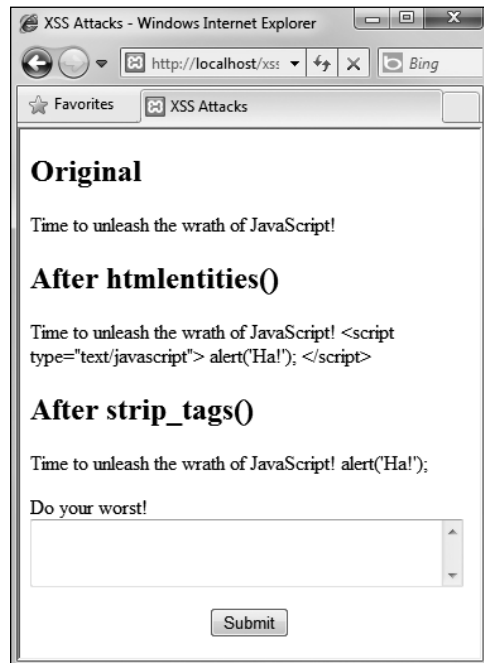 XSS Attacks - Windows Internet Explorer
http://localhost/xs
Bing
Favorites
XSS Attacks
Original
Time to unleash the wrath of JavaScript!
After htmlentities()
Time to unleash the wrath of JavaScript! <script
type="text/javascript"> alert('Ha!'); </script>
After strip_tags()
Time to unleash the wrath of JavaScript! alert('Ha!');
Do your worst!
Submit